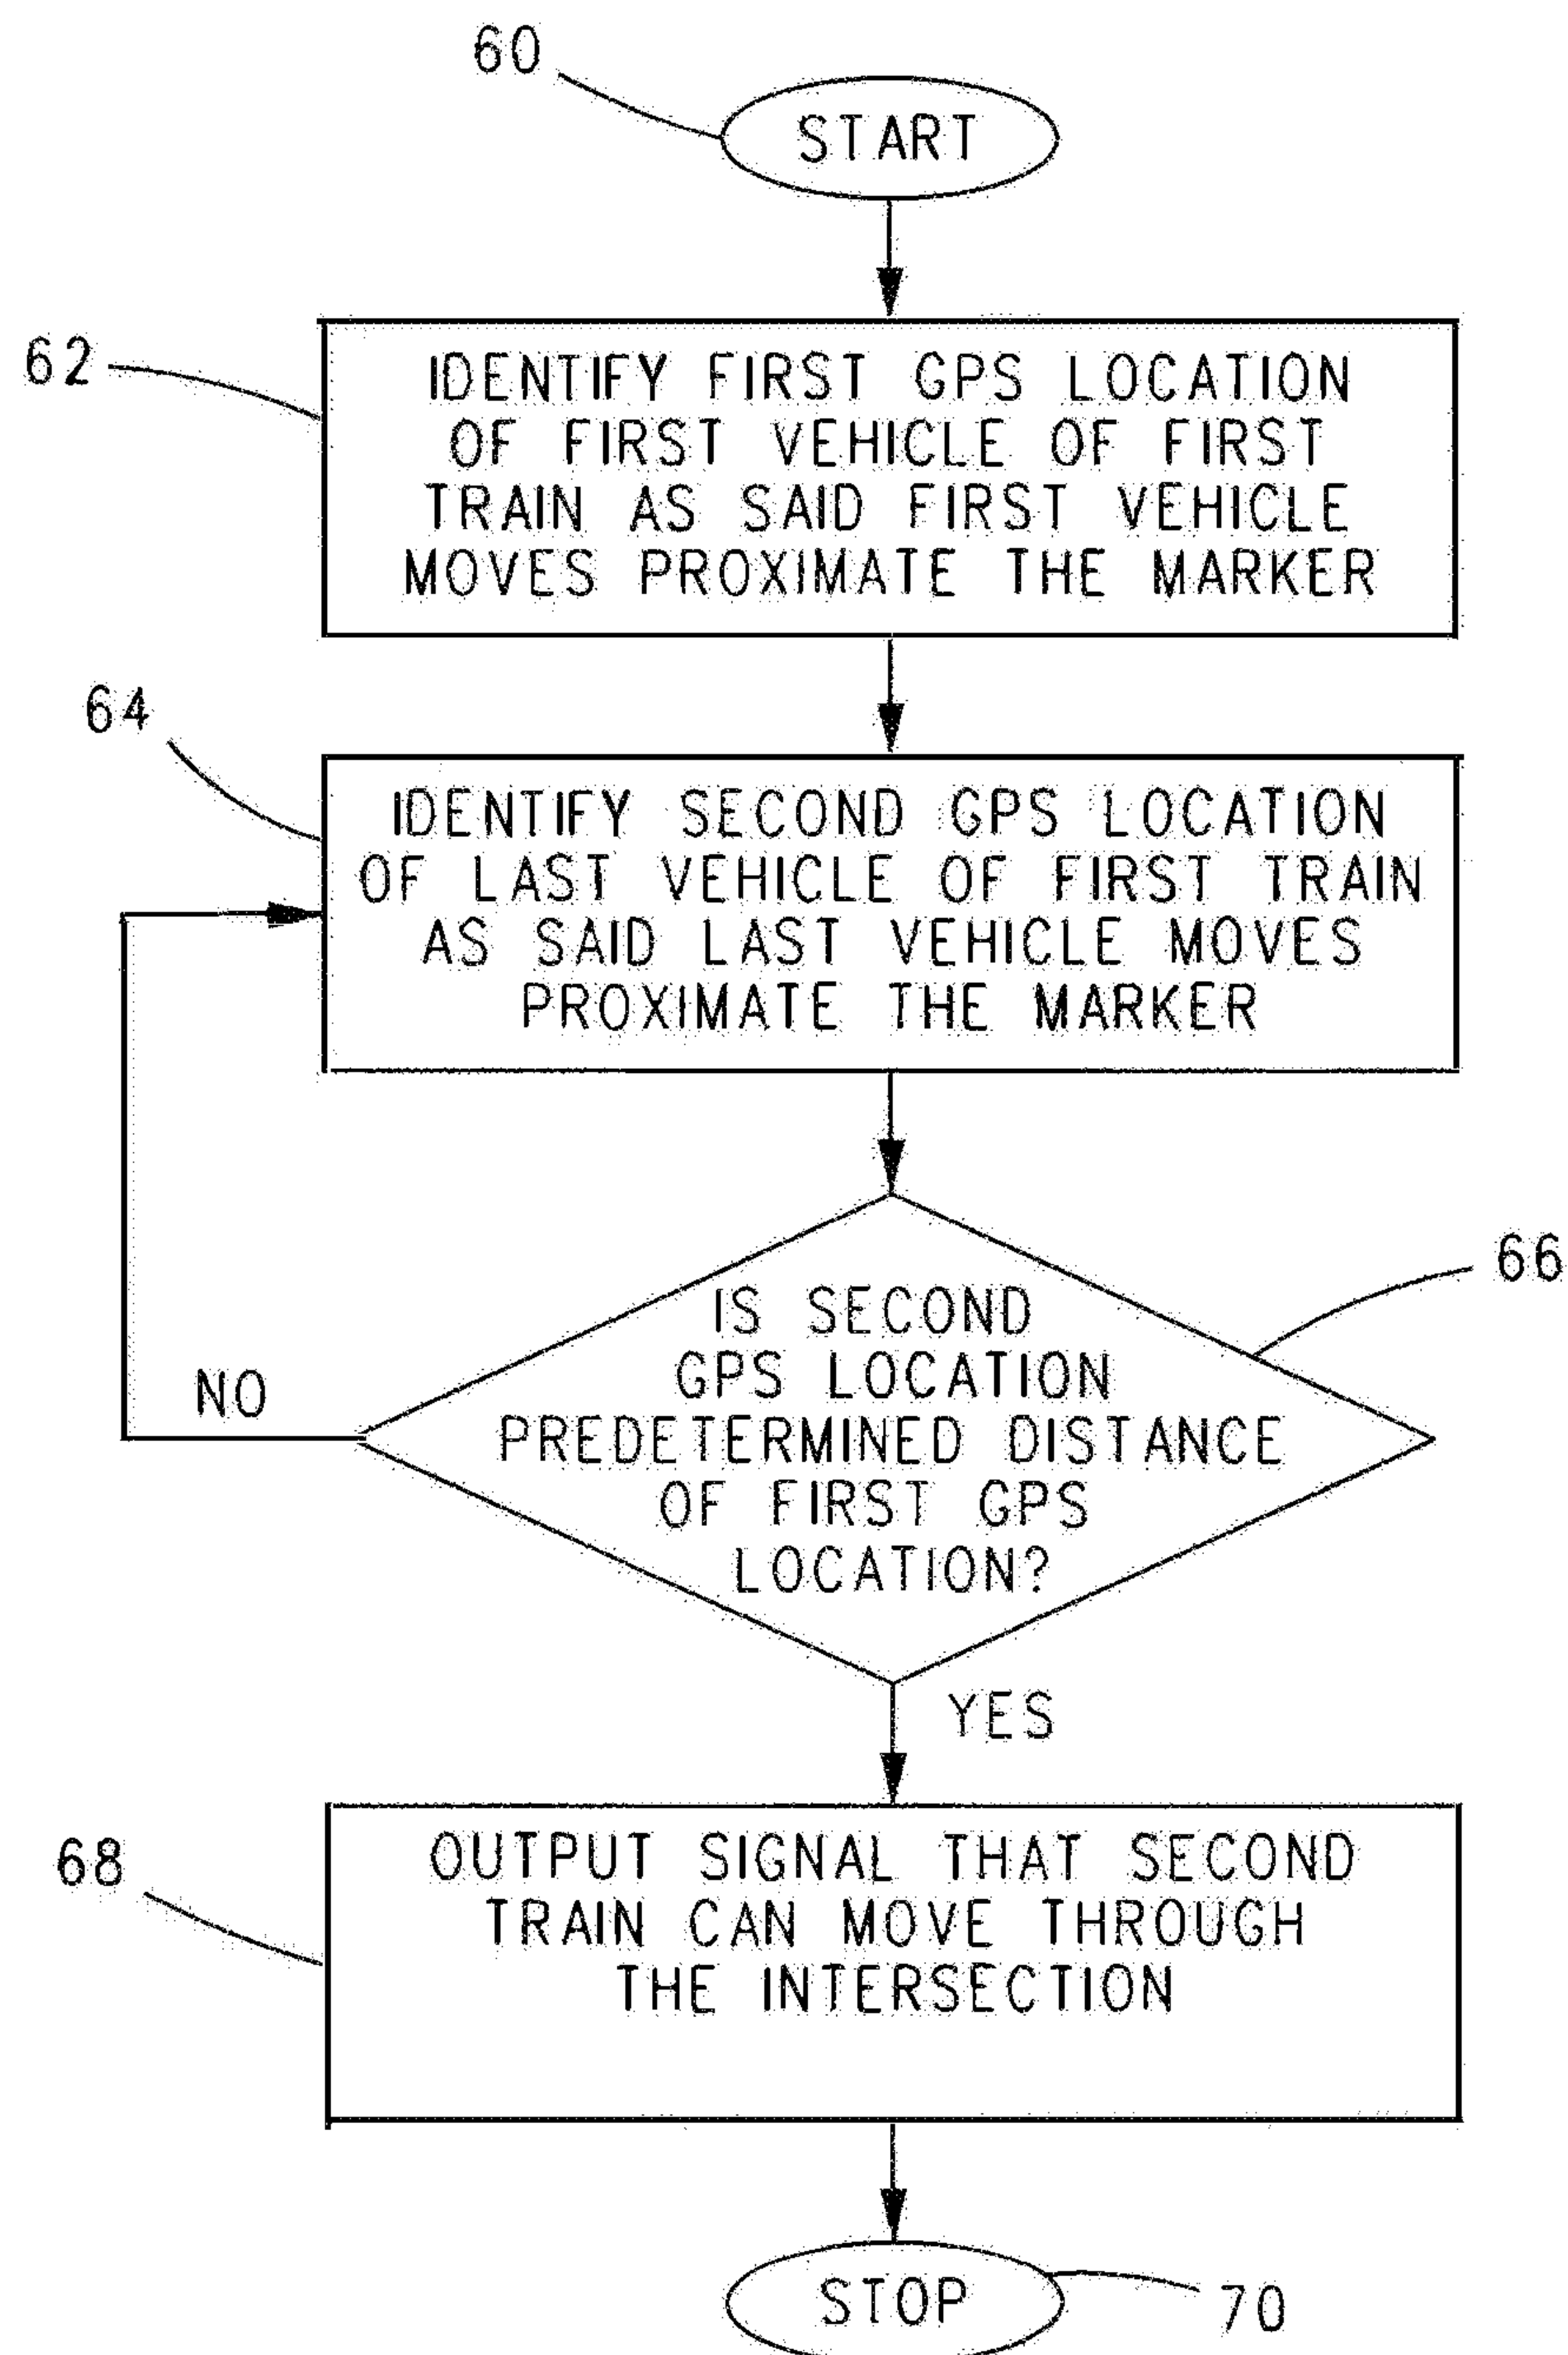 60
START
62
IDENTIFY FIRST GPS LOCATION
OF FIRST VEHICLE OF FIRST
TRAIN AS SAID FIRST VEHICLE
MOVES PROXIMATE THE MARKER
64
IDENTIFY SECOND GPS LOCATION
OF LAST VEHICLE OF FIRST TRAIN
AS SAID LAST VEHICLE MOVES
PROXIMATE THE MARKER
66
IS SECOND
GPS LOCATION
PREDETERMINED DISTANCE
OF FIRST GPS
LOCATION?
NO
YES
68
OUTPUT SIGNAL THAT SECOND
TRAIN CAN MOVE THROUGH
THE INTERSECTION
STOP
70